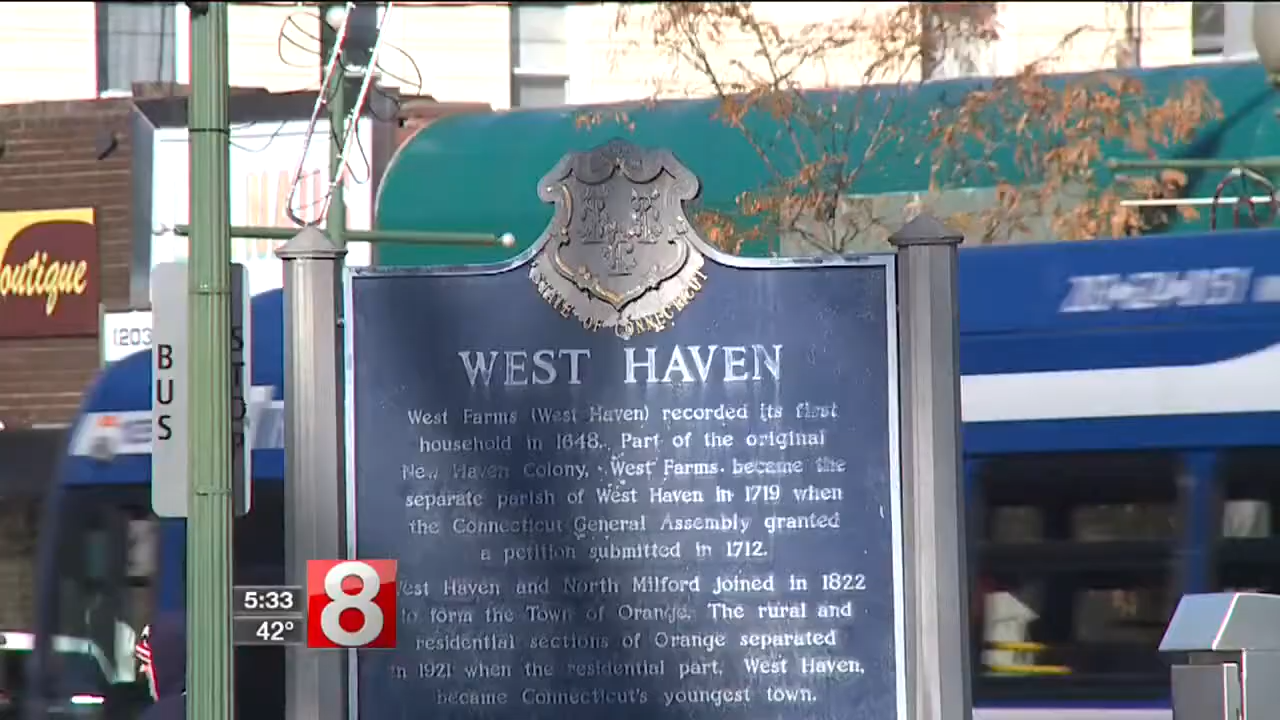 outique
(203
BUS
STATE OF CONNECTICUT
WEST HAVEN
West Farms (West Haven) recorded its first
household in 1648. Part of the original
New Haven Colony, West Farms became the
separate parish of West Haven in 1719 when
the Connecticut General Assembly granted
a petition submitted in 1712.
West Haven and North Milford joined in 1822
to form the Town of Orange. The rural and
residential sections of Orange separated
in 1921 when the residential part, West Haven,
became Connecticut's youngest town.
5:33
42°
8